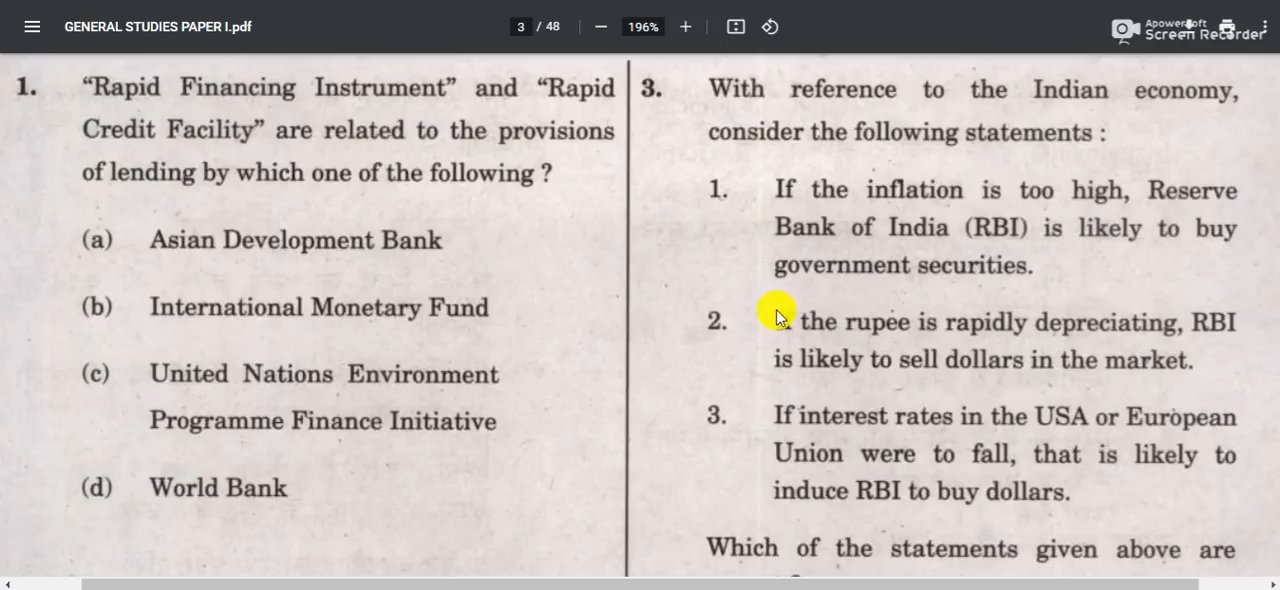 GENERAL STUDIES PAPER I.pdf
3 / 48
196%
Apowersoft
Screen Recorder
1. “Rapid Financing Instrument” and “Rapid
Credit Facility” are related to the provisions
of lending by which one of the following ?
(a) Asian Development Bank
(b) International Monetary Fund
(c) United Nations Environment
Programme Finance Initiative
(d) World Bank
3. With reference to the Indian economy,
consider the following statements :
1. If the inflation is too high, Reserve
Bank of India (RBI) is likely to buy
government securities.
2. the rupee is rapidly depreciating, RBI
is likely to sell dollars in the market.
3. If interest rates in the USA or European
Union were to fall, that is likely to
induce RBI to buy dollars.
Which of the statements given above are